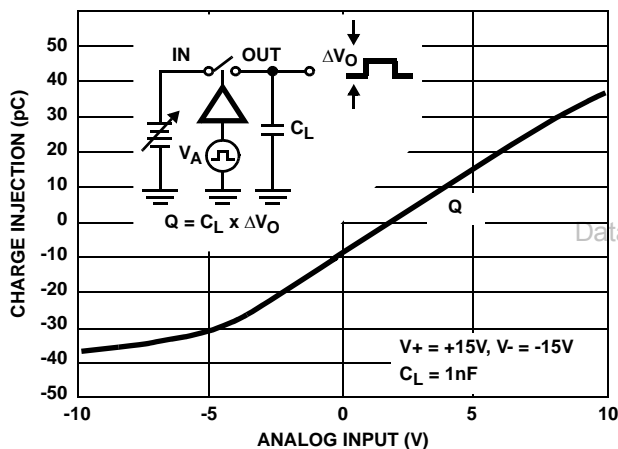 CHARGE INJECTION (pC)
50
40
30
20
10
0
-10
-20
-30
-40
-50
IN
OUT
ΔVO
CL
VA
Q = CL x ΔVO
Q
Data
V+ = +15V, V- = -15V
CL = 1nF
-10
-5
0
5
10
ANALOG INPUT (V)